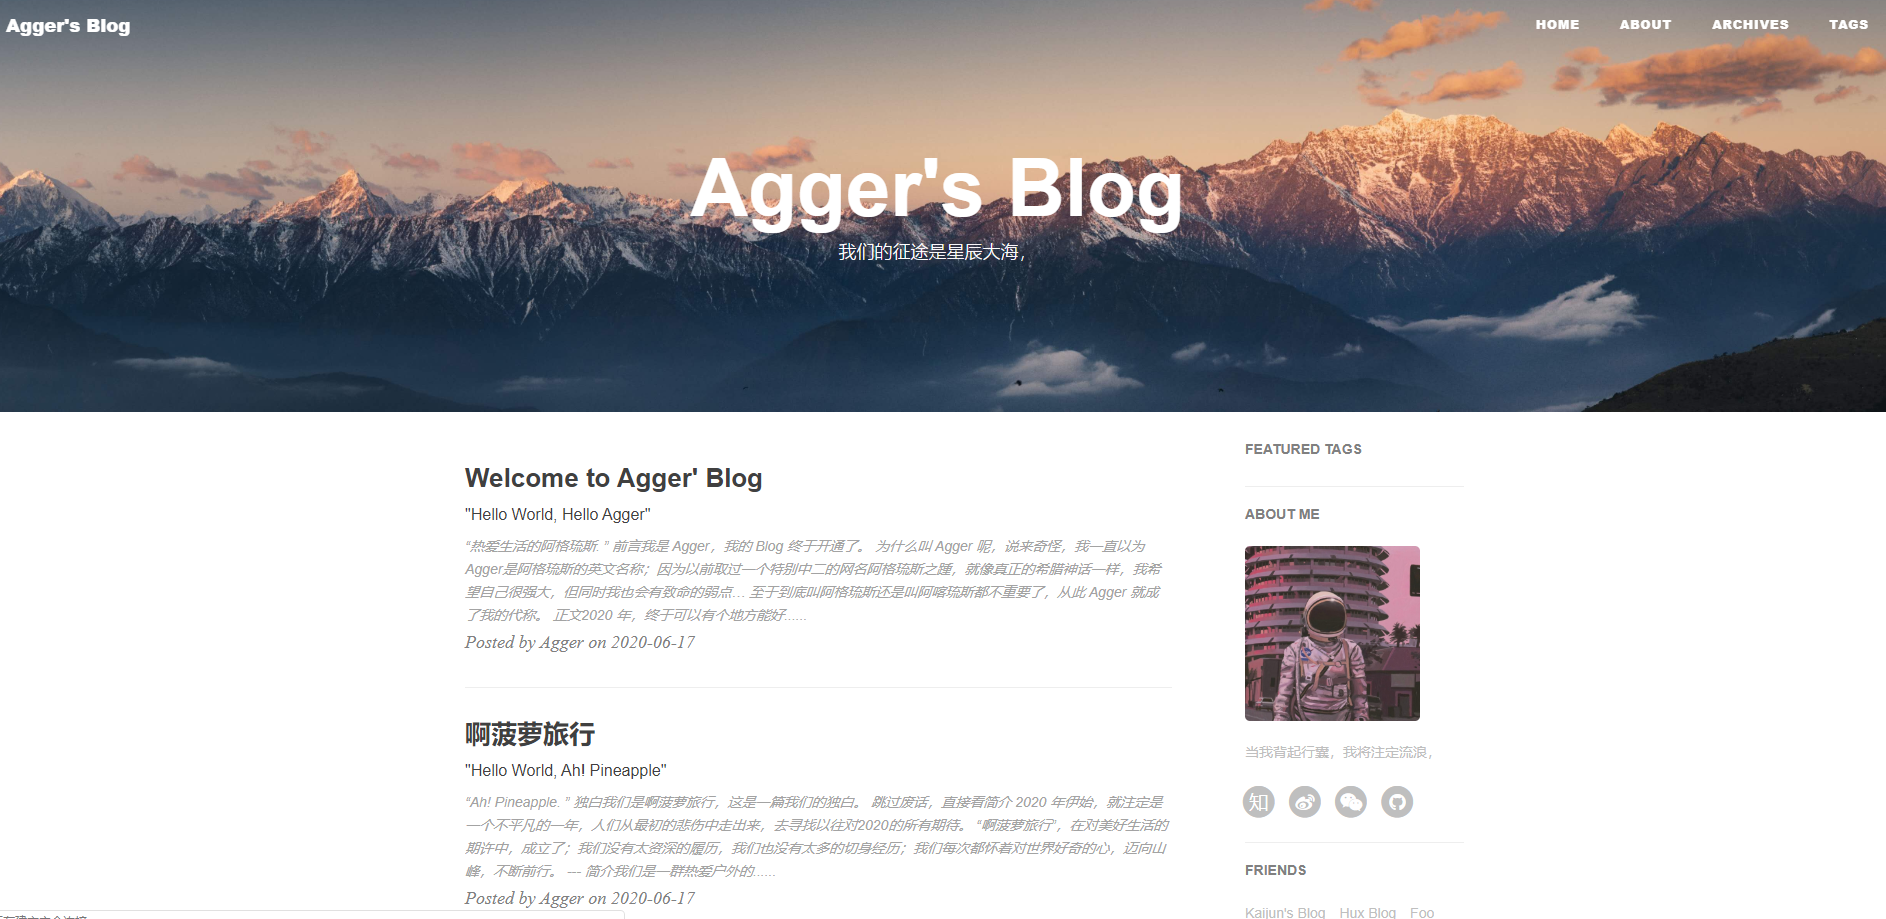 Agger's Blog
HOME ABOUT ARCHIVES TAGS
Agger's Blog
我们的征途是星辰大海,
Welcome to Agger' Blog
"Hello World, Hello Agger"
“热爱生活的阿格琉斯. ” 前言我是 Agger，我的 Blog 终于开通了。 为什么叫 Agger 呢，说来奇怪，我一直以为
Agger是阿格琉斯的英文名称；因为以前取过一个特别中二的网名阿格琉斯之踵，就像真正的希腊神话一样，我希
望自己很强大，但同时我也会有致命的弱点… 至于到底叫阿格琉斯还是叫阿喀琉斯都不重要了，从此 Agger 就成
了我的代称。 正文2020 年，终于可以有个地方能好......
Posted by Agger on 2020-06-17
啊菠萝旅行
"Hello World, Ah! Pineapple"
“Ah! Pineapple. ” 独白我们是啊菠萝旅行，这是一篇我们的独白。 跳过废话，直接看简介 2020 年伊始，就注定是
一个不平凡的一年，人们从最初的悲伤中走出来，去寻找以往对2020的所有期待。 “啊菠萝旅行”，在对美好生活的
期许中，成立了；我们没有太资深的履历，我们也没有太多的切身经历；我们每次都怀着对世界好奇的心，迈向山
峰，不断前行。 --- 简介我们是一群热爱户外的......
Posted by Agger on 2020-06-17
FEATURED TAGS
ABOUT ME
当我背起行囊，我将注定流浪，
知
FRIENDS
Kaijun's Blog Hux Blog Foo